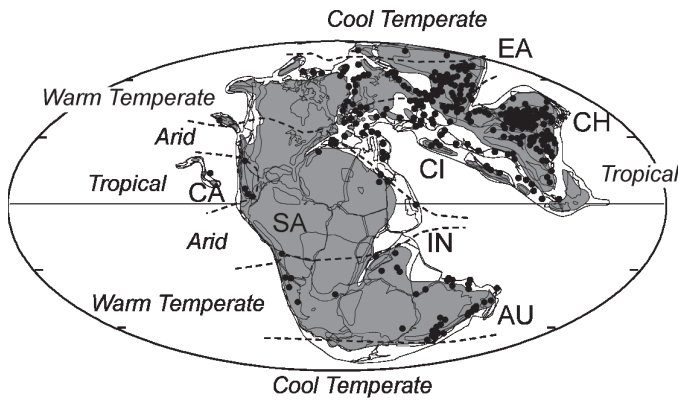 Cool Temperate
EA
Warm Temperate
CH
Arid
CI
Tropical
Tropical
CA
SA
IN
Arid
Warm Temperate
AU
Cool Temperate